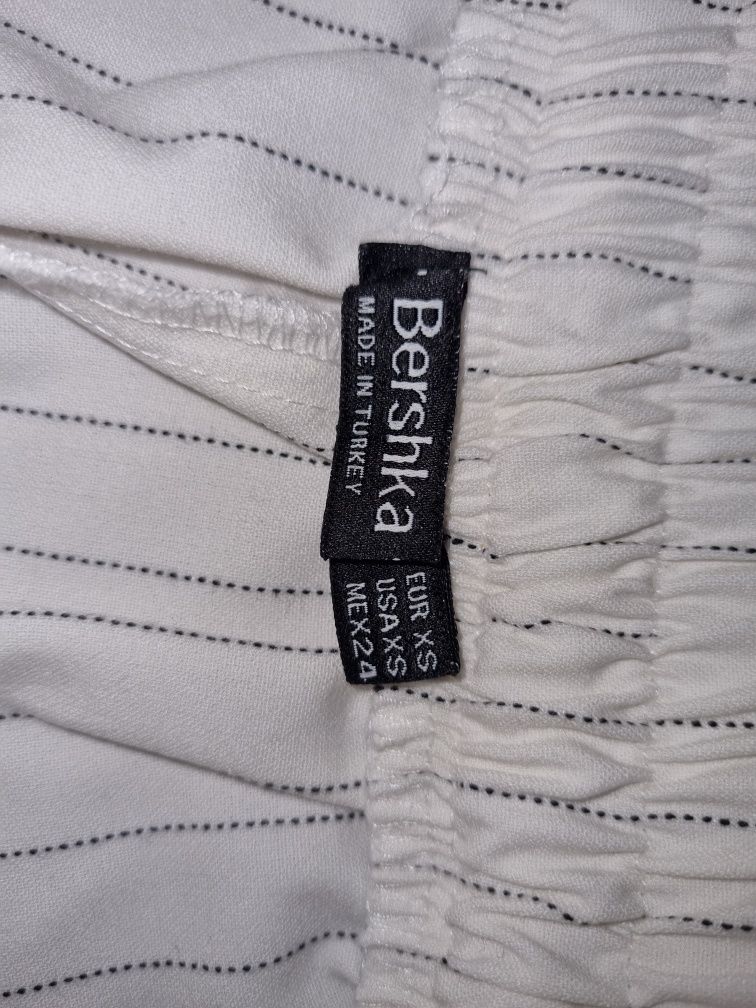 Bershka
MADE IN TURKEY
EUR XS
USA XS
MEX 24